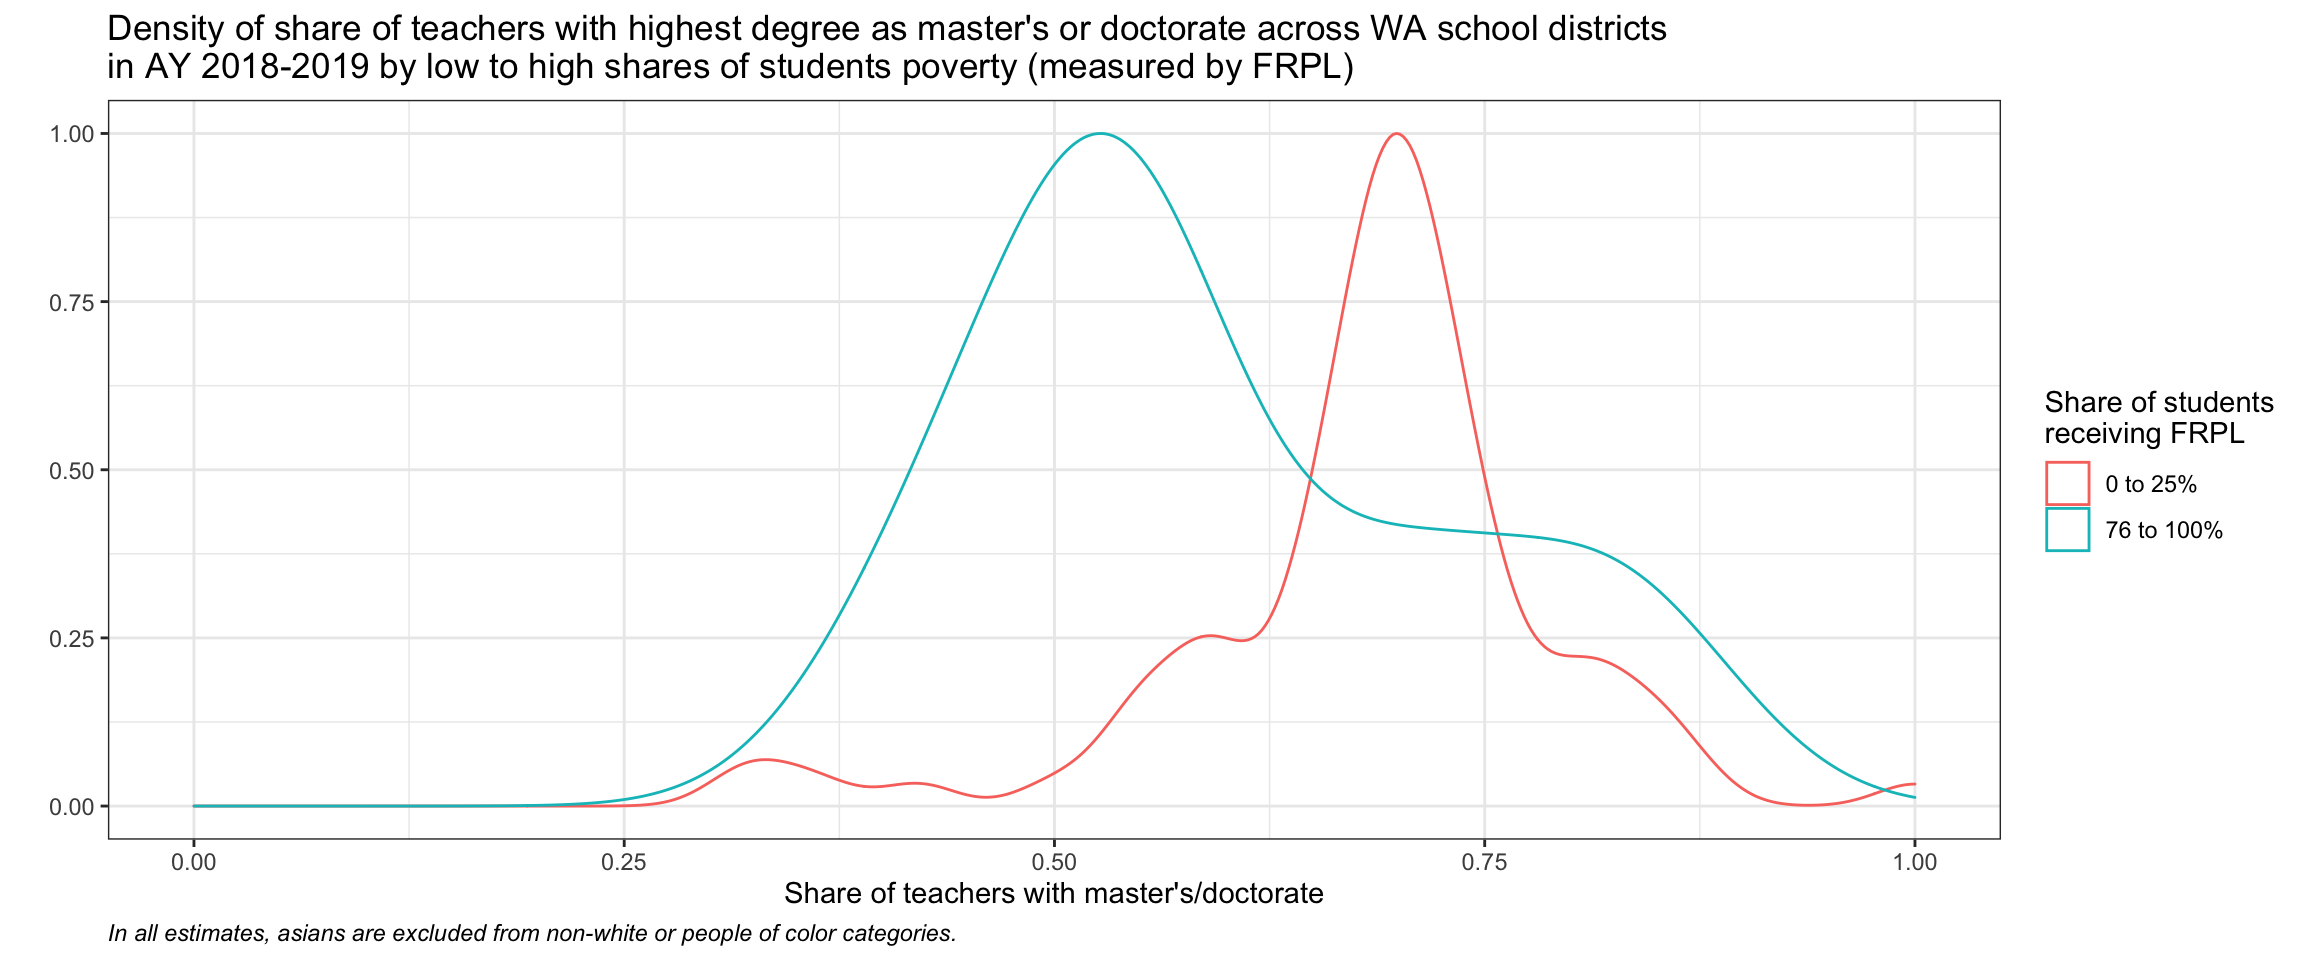 Density of share of teachers with highest degree as master's or doctorate across WA school districts
in AY 2018-2019 by low to high shares of students poverty (measured by FRPL)
1.00
0.75
0.50
0.25
0.00
0.00 0.25 0.50 0.75 1.00
Share of teachers with master's/doctorate
Share of students
receiving FRPL
0 to 25%
76 to 100%
In all estimates, asians are excluded from non-white or people of color categories.